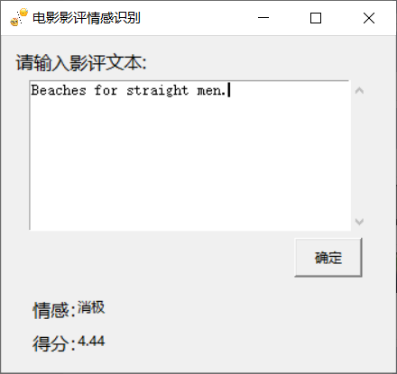 电影影评情感识别
请输入影评文本:
Beaches for straight men.
确定
情感:消极
得分:4.44